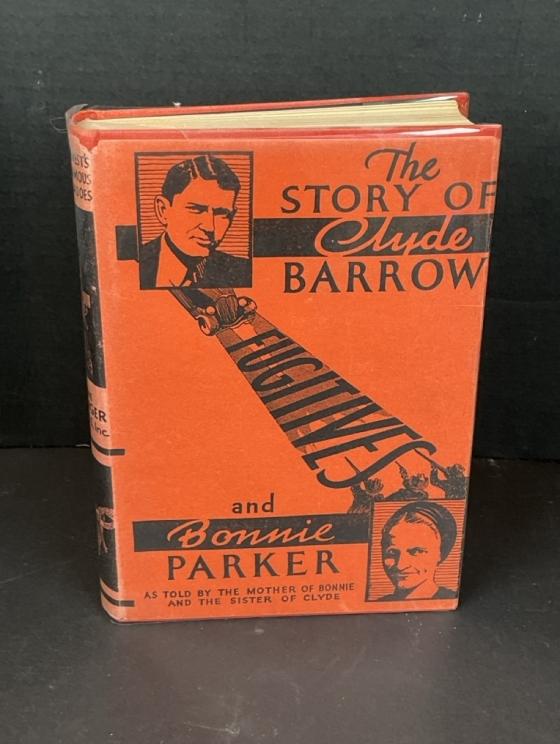 The
STORY OF
Clyde
BARROW
FUGITIVES
and
Bonnie
PARKER
AS TOLD BY THE MOTHER OF BONNIE
AND THE SISTER OF CLYDE
Inc.